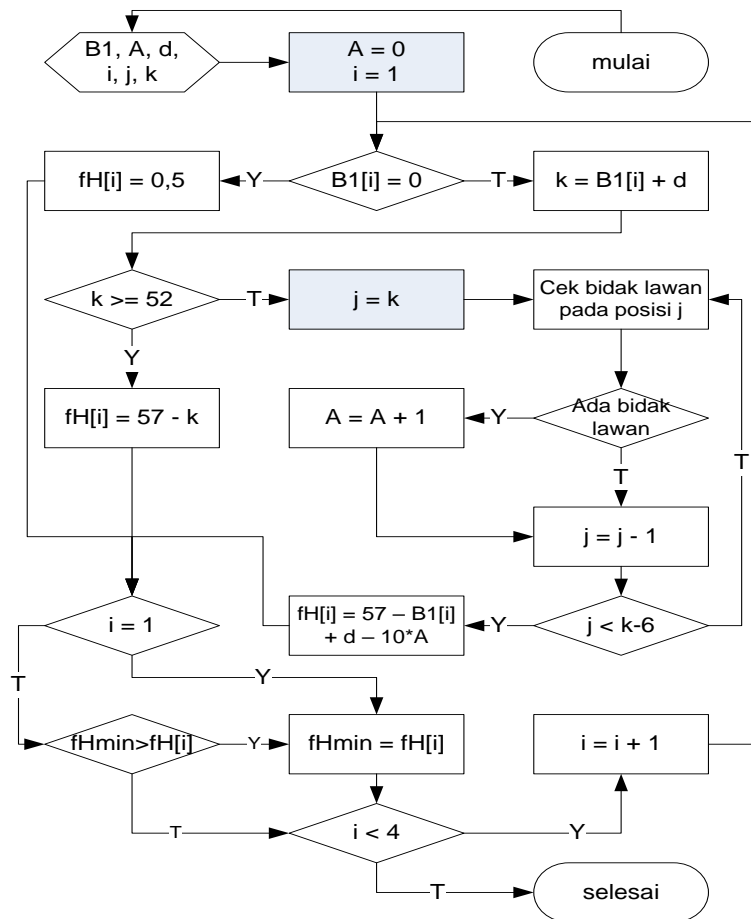 B1, A, d,
i, j, k
A = 0
i = 1
mulai
fH[i] = 0,5
Y
B1[i] = 0
T
k = B1[i] + d
k >= 52
T
j = k
Cek bidak lawan
pada posisi j
Y
fH[i] = 57 - k
A = A + 1
Y
Ada bidak
lawan
T
T
j = j - 1
i = 1
fH[i] = 57 – B1[i]
+ d – 10*A
Y
j < k-6
T
Y
fHmin>fH[i]
Y
fHmin = fH[i]
i = i + 1
T
i < 4
Y
T
selesai